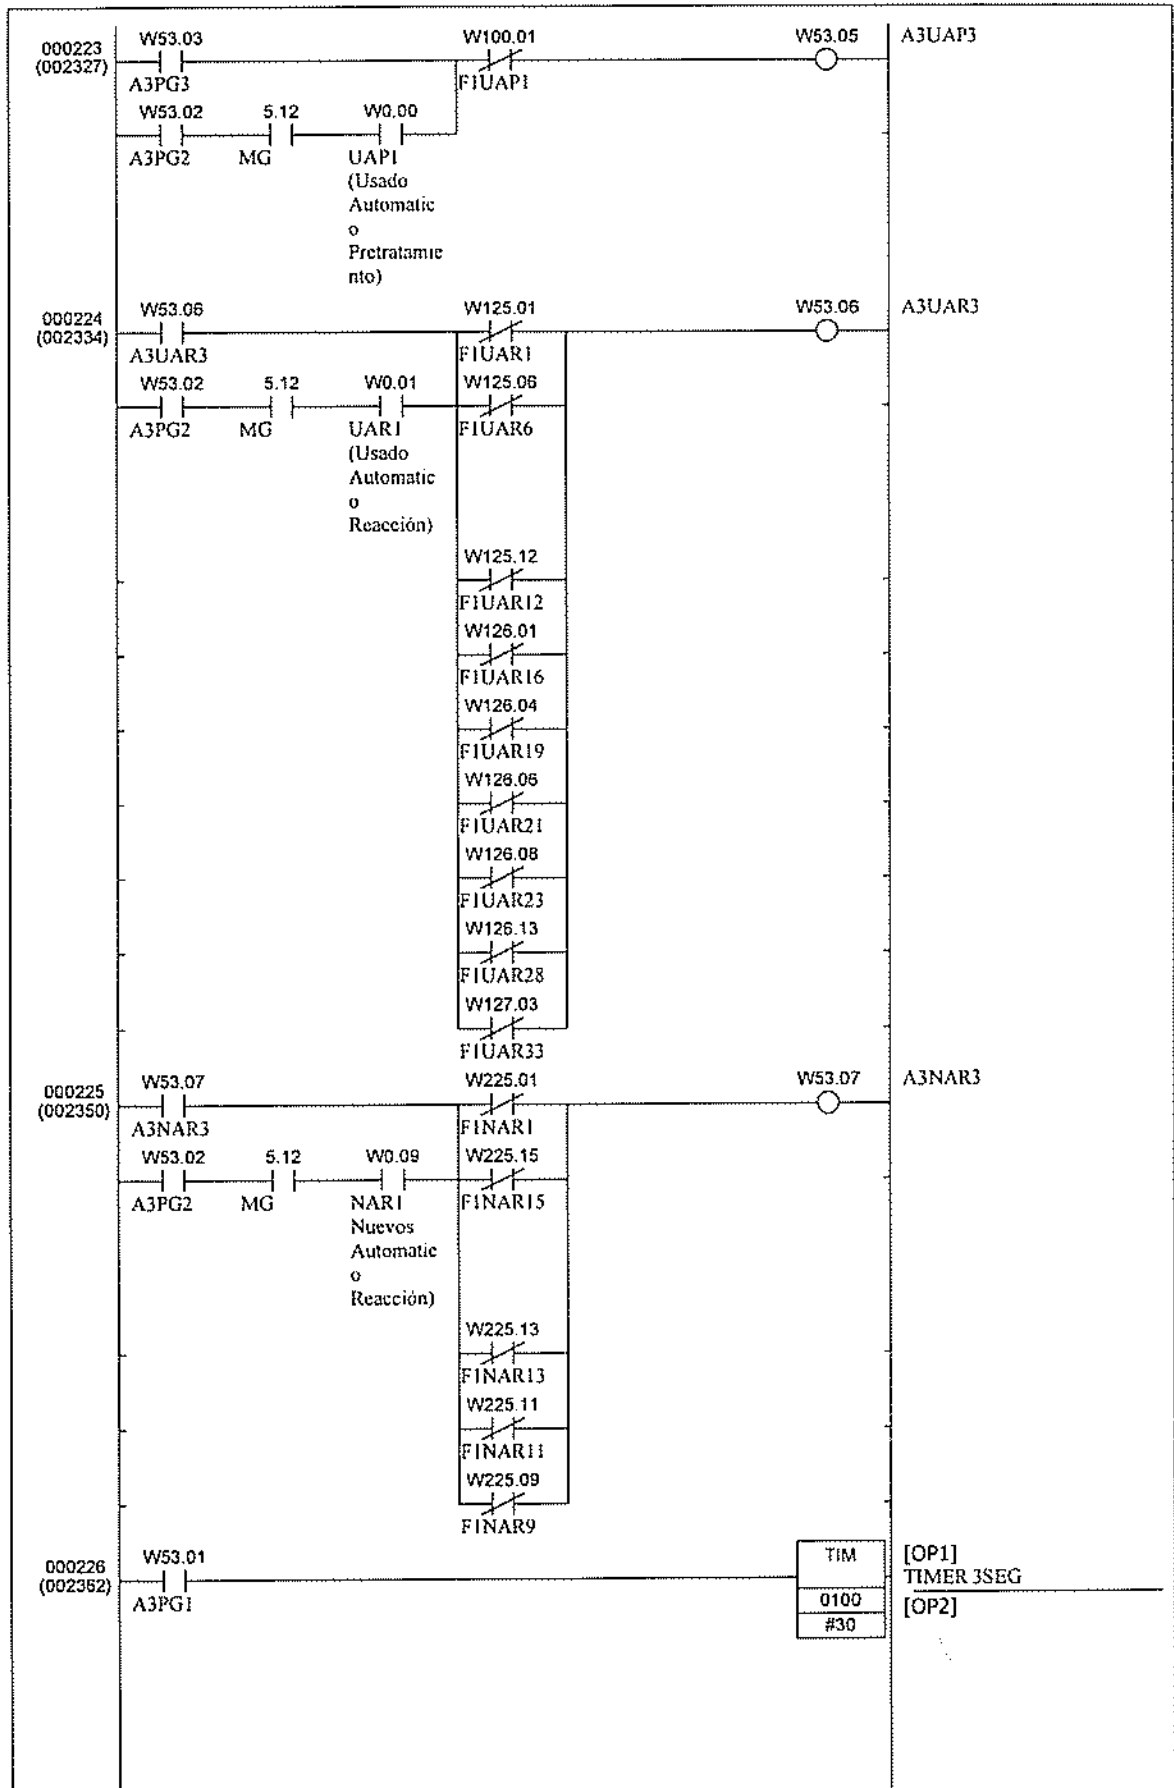 000223
(002327)
W53.03
W100.01
W53.05
A3UAP3
A3PG3
F1UAP1
W53.02
5.12
W0.00
A3PG2
MG
UAP1
(Usado
Automatic
o
Pretratamie
nto)
000224
(002334)
W53.06
W125.01
W53.06
A3UAR3
A3UAR3
F1UAR1
W53.02
5.12
W0.01
W125.06
A3PG2
MG
UAR1
F1UAR6
(Usado
Automatic
o
Reacción)
W125.12
F1UAR12
W126.01
F1UAR16
W126.04
F1UAR19
W126.06
F1UAR21
W126.08
F1UAR23
W126.13
F1UAR28
W127.03
F1UAR33
000225
(002350)
W53.07
W225.01
W53.07
A3NAR3
A3NAR3
F1NAR1
W53.02
5.12
W0.09
W225.15
A3PG2
MG
NAR1
F1NAR15
Nuevos
Automatic
o
Reacción)
W225.13
F1NAR13
W225.11
F1NAR11
W225.09
F1NAR9
000226
(002362)
W53.01
TIM
[OP1]
A3PG1
TIMER 3SEG
0100
[OP2]
#30